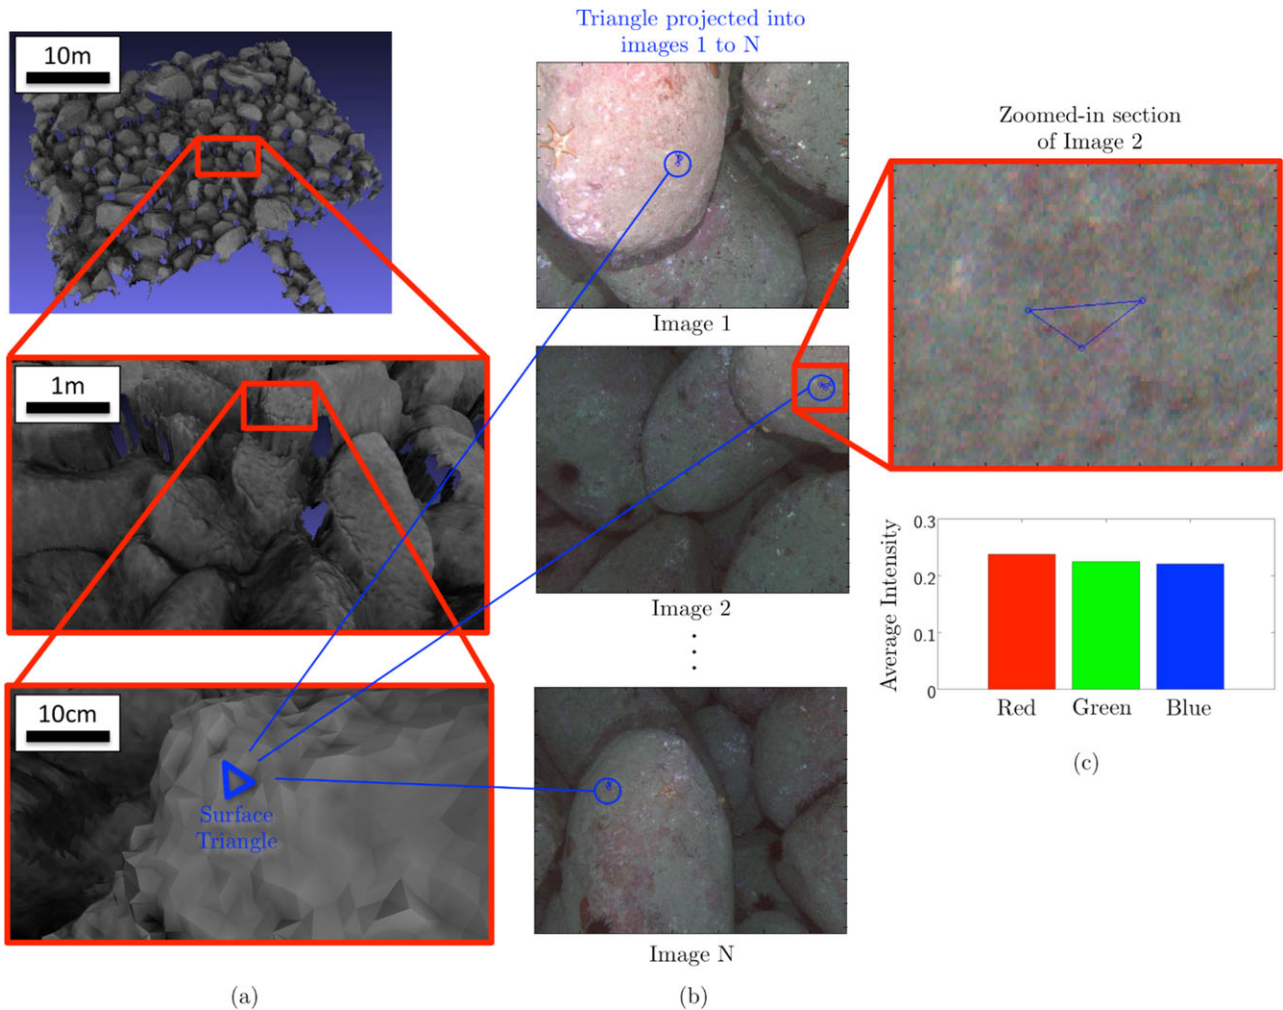 10m
1m
10cm
Surface
Triangle
(a)
Triangle projected into
images 1 to N
Image 1
Image 2
Image N
(b)
Zoomed-in section
of Image 2
Average Intensity
0.3
0.2
0.1
0
Red Green Blue
(c)